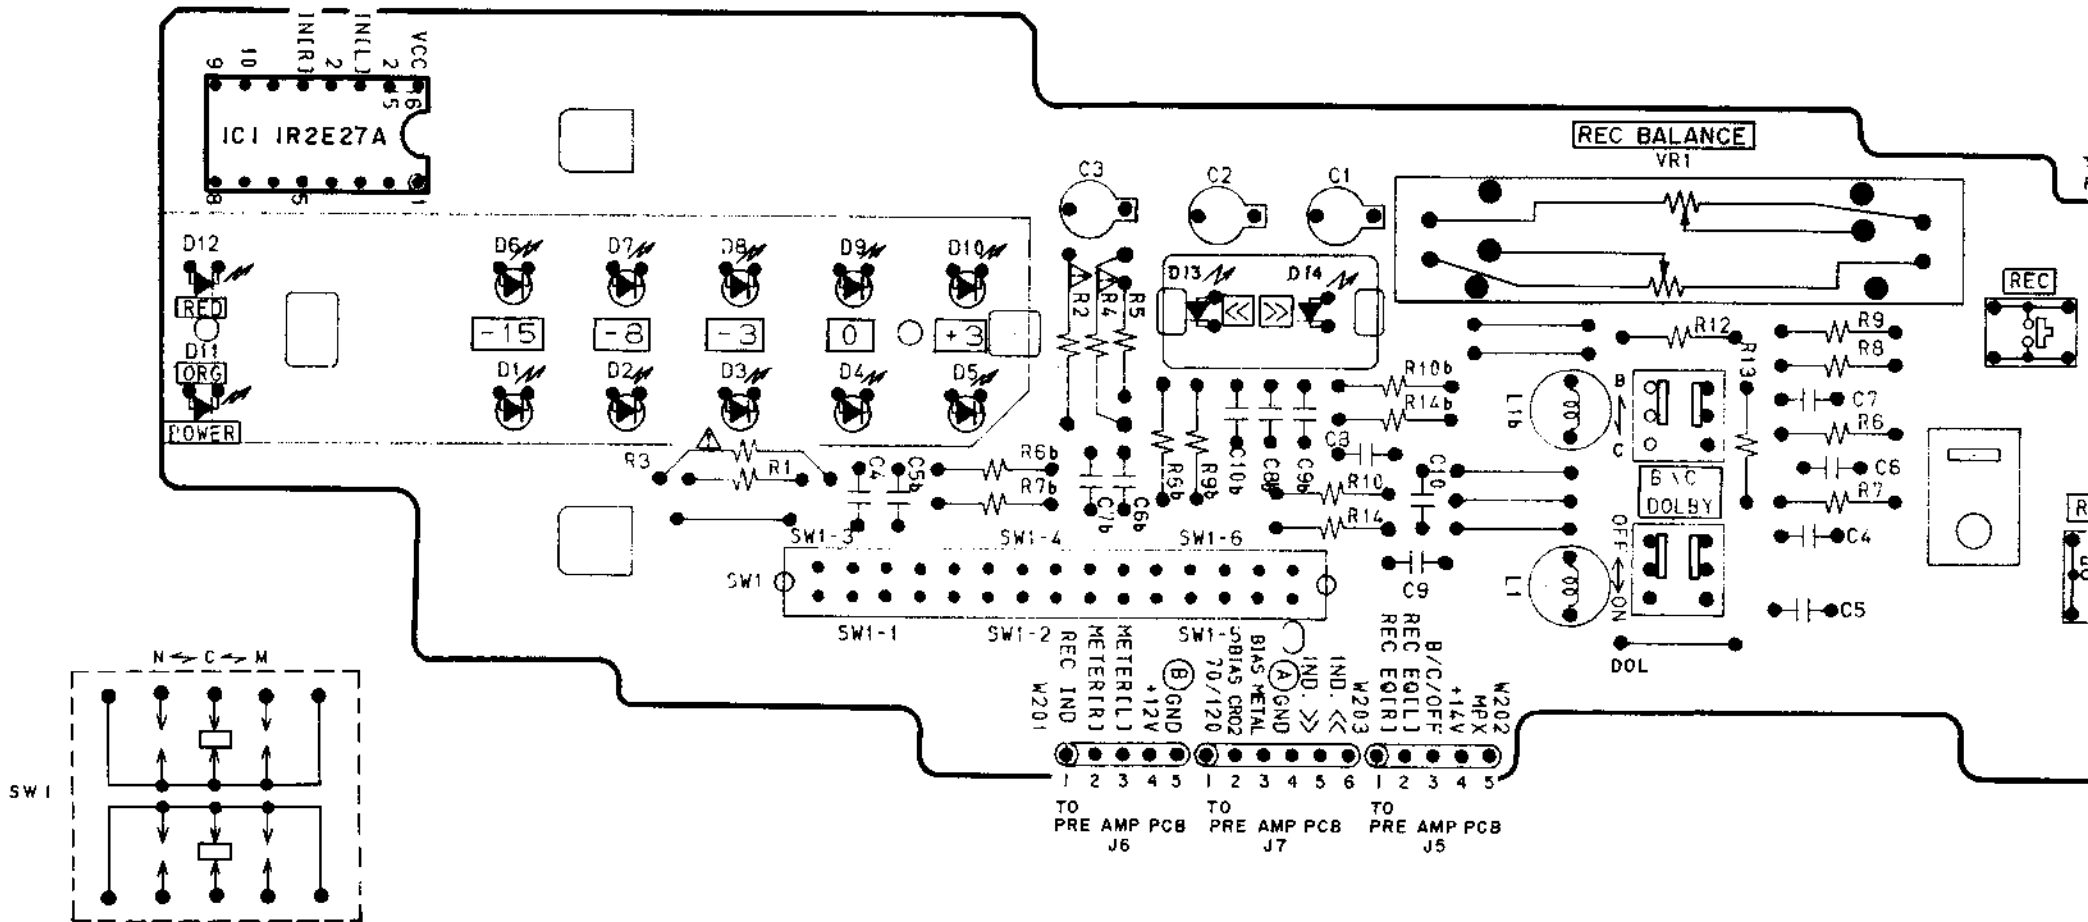 9
10
IN[R]
2
IN[L]
2
VCC
15
16
IC1 IR2E27A
8
5
1
REC BALANCE
VR1
C3
C2
C1
D12
D6
D7
D8
D9
D10
D13
D14
RED
-15
-8
-3
0
+3
R2
R4
R5
REC
D11
ORG
D1
D2
D3
D4
D5
POWER
R12
R13
R9
R8
R10b
R14b
L1b
B
C
C7
R6
C6
R7
C4
C5
R3
R1
C4
C5b
R6b
R7b
C7b
C6b
R9b
C10b
C8b
C9b
C8
R10
R14
C10
C9
B \ C
DOLBY
OFF
ON
L1
DOL
SW1-3
SW1-4
SW1-6
SW1
SW1-1
SW1-2
SW1-5
W201
REC IND
METER[R]
METER[L]
+12V
B GND
70/120
BIAS CRO2
BIAS METAL
A GND
IND. >>
IND. <<
W203
REC EQ[R]
REC EQ[L]
B/C/OFF
+14V
MPX
W202
1 2 3 4 5
1 2 3 4 5 6
1 2 3 4 5
TO
PRE AMP PCB
J6
TO
PRE AMP PCB
J7
TO
PRE AMP PCB
J5
N C M
SW1